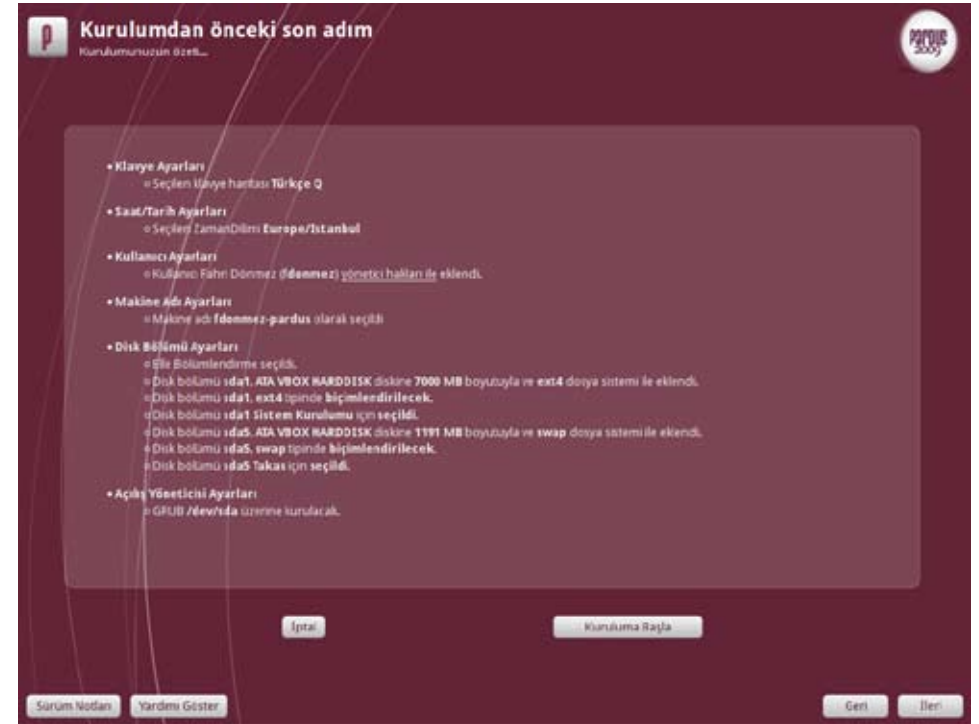 Kurulumdan önceki son adım
Kurulumunuzun özeti...
PARDUS
2009
• Klavye Ayarları
Seçilen klavye haritası Türkçe Q
• Saat/Tarih Ayarları
Seçilen ZamanDilimi Europe/Istanbul
• Kullanıcı Ayarları
Kullanıcı Fahri Dönmez (fdonmez) yönetici hakları ile eklendi.
• Makine Adı Ayarları
Makine adı fdonmez-pardus olarak seçildi
• Disk Bölümü Ayarları
Elle Bölümlendirme seçildi.
Disk bölümü sda1, ATA VBOX HARDDISK diskine 7000 MB boyutuyla ve ext4 dosya sistemi ile eklendi.
Disk bölümü sda1, ext4 tipinde biçimlendirilecek.
Disk bölümü sda1 Sistem Kurulumu için seçildi.
Disk bölümü sda5, ATA VBOX HARDDISK diskine 1191 MB boyutuyla ve swap dosya sistemi ile eklendi.
Disk bölümü sda5, swap tipinde biçimlendirilecek.
Disk bölümü sda5 Takas için seçildi.
• Açılış Yöneticisi Ayarları
GRUB /dev/sda üzerine kurulacak.
İptal
Kuruluma Başla
Sürüm Notları
Yardımı Göster
Geri
İleri